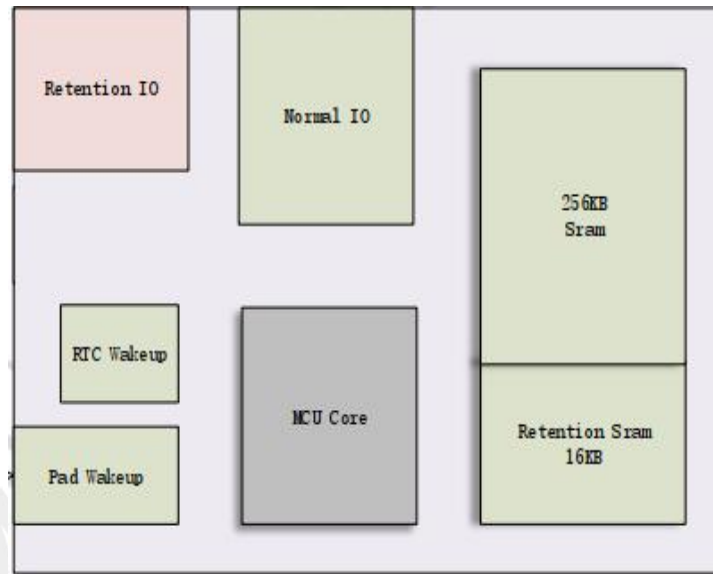 Retention IO
Normal IO
256KB
Sram
RTC Wakeup
MCU Core
Retention Sram
16KB
Pad Wakeup